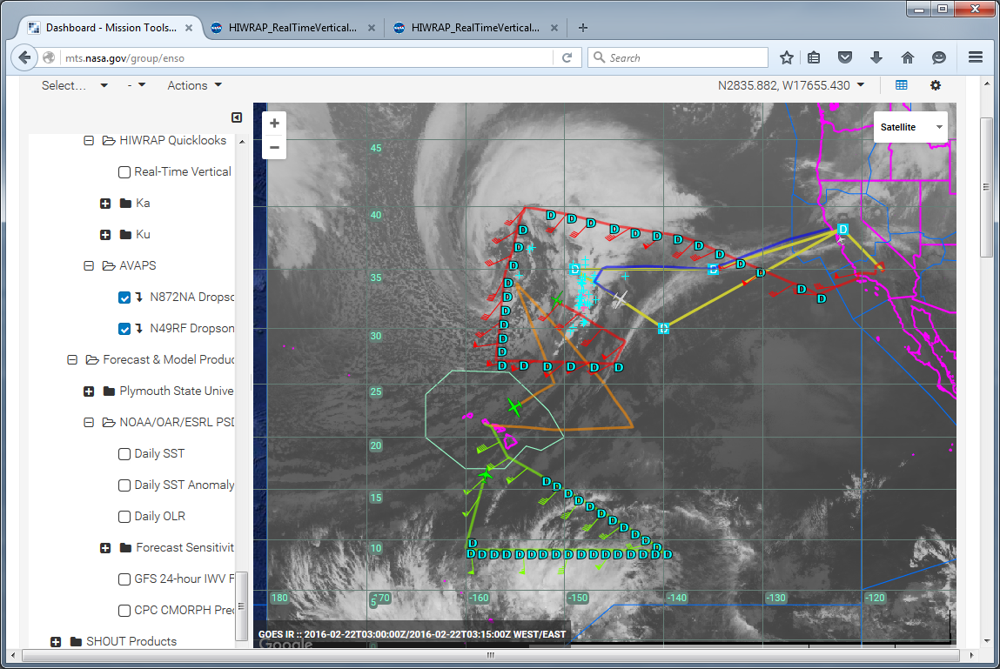 Dashboard - Mission Tools...
HIWRAP_RealTimeVertical...
HIWRAP_RealTimeVertical...
mts.nasa.gov/group/enso
Search
Select...
-
Actions
N2835.882, W17655.430
HIWRAP Quicklooks
Real-Time Vertical
Ka
Ku
AVAPS
N872NA Dropso
N49RF Dropson
Forecast & Model Produc
Plymouth State Unive
NOAA/OAR/ESRL PSD
Daily SST
Daily SST Anomaly
Daily OLR
Forecast Sensitivit
GFS 24-hour IWV F
CPC CMORPH Prec
SHOUT Products
+
−
Satellite
45
40
35
30
25
20
15
10
5
180
-170
-160
-150
-140
-130
-120
D D D D D D D D D D D
GOES IR :: 2016-02-22T03:00:00Z/2016-02-22T03:15:00Z WEST/EAST
Google